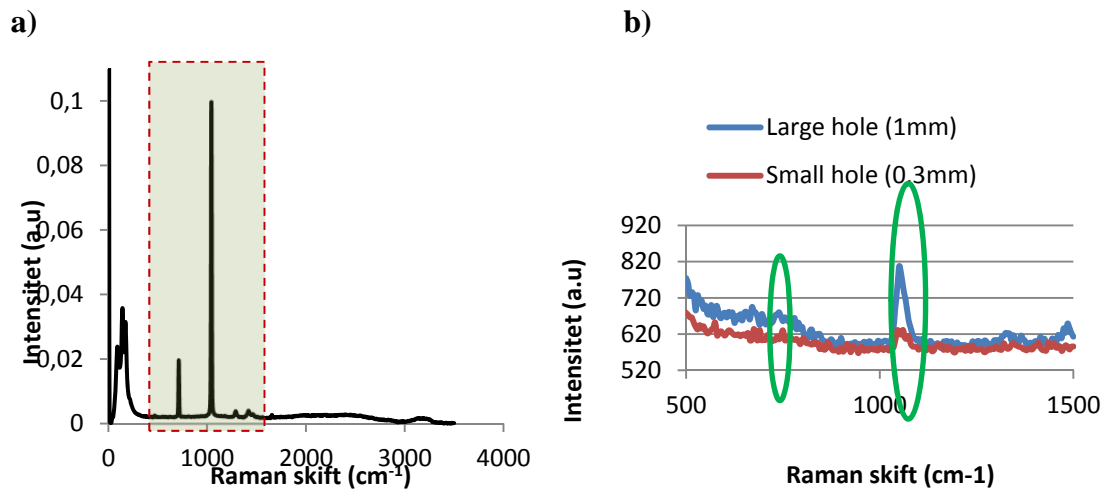 a)
Intensitet (a.u)
0,1
0,08
0,06
0,04
0,02
0
0 1000 2000 3000 4000
Raman skift (cm-1)
b)
Large hole (1mm)
Small hole (0.3mm)
Intensitet (a.u)
920
820
720
620
520
500 1000 1500
Raman skift (cm-1)